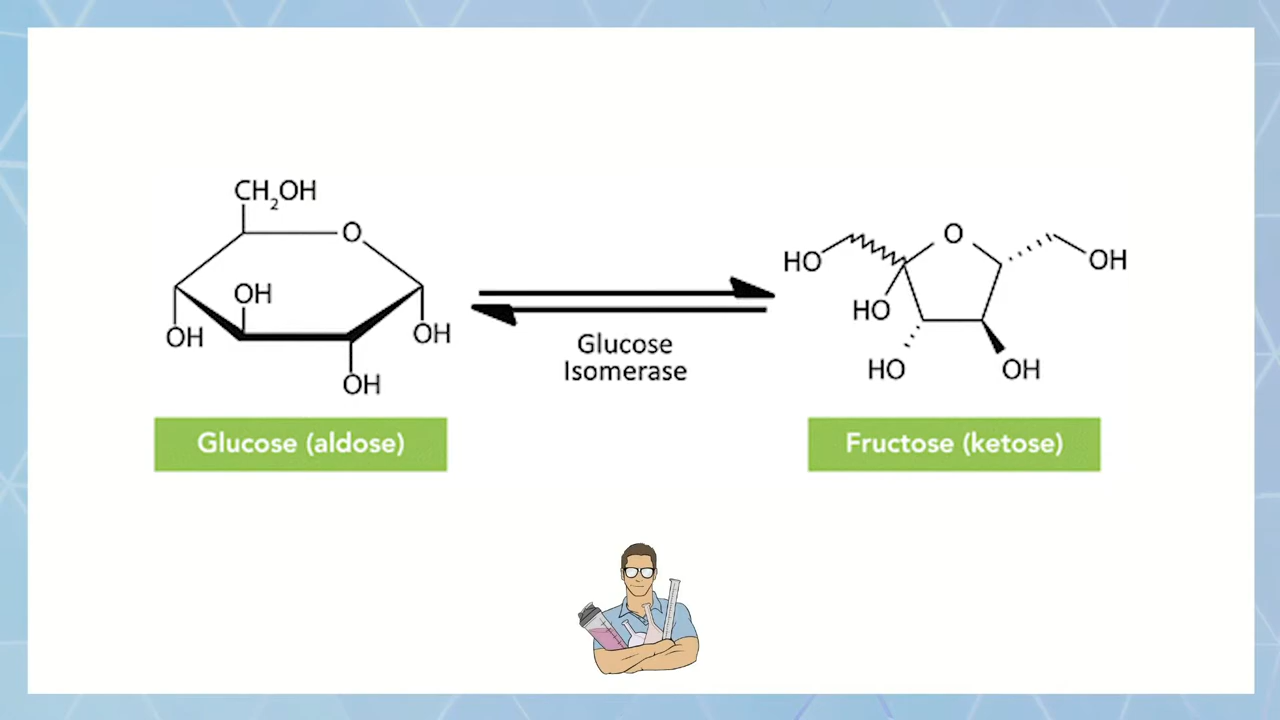 CH₂OH
O
OH
OH
OH
OH
Glucose
Isomerase
O
HO
OH
HO
HO
OH
Glucose (aldose)
Fructose (ketose)